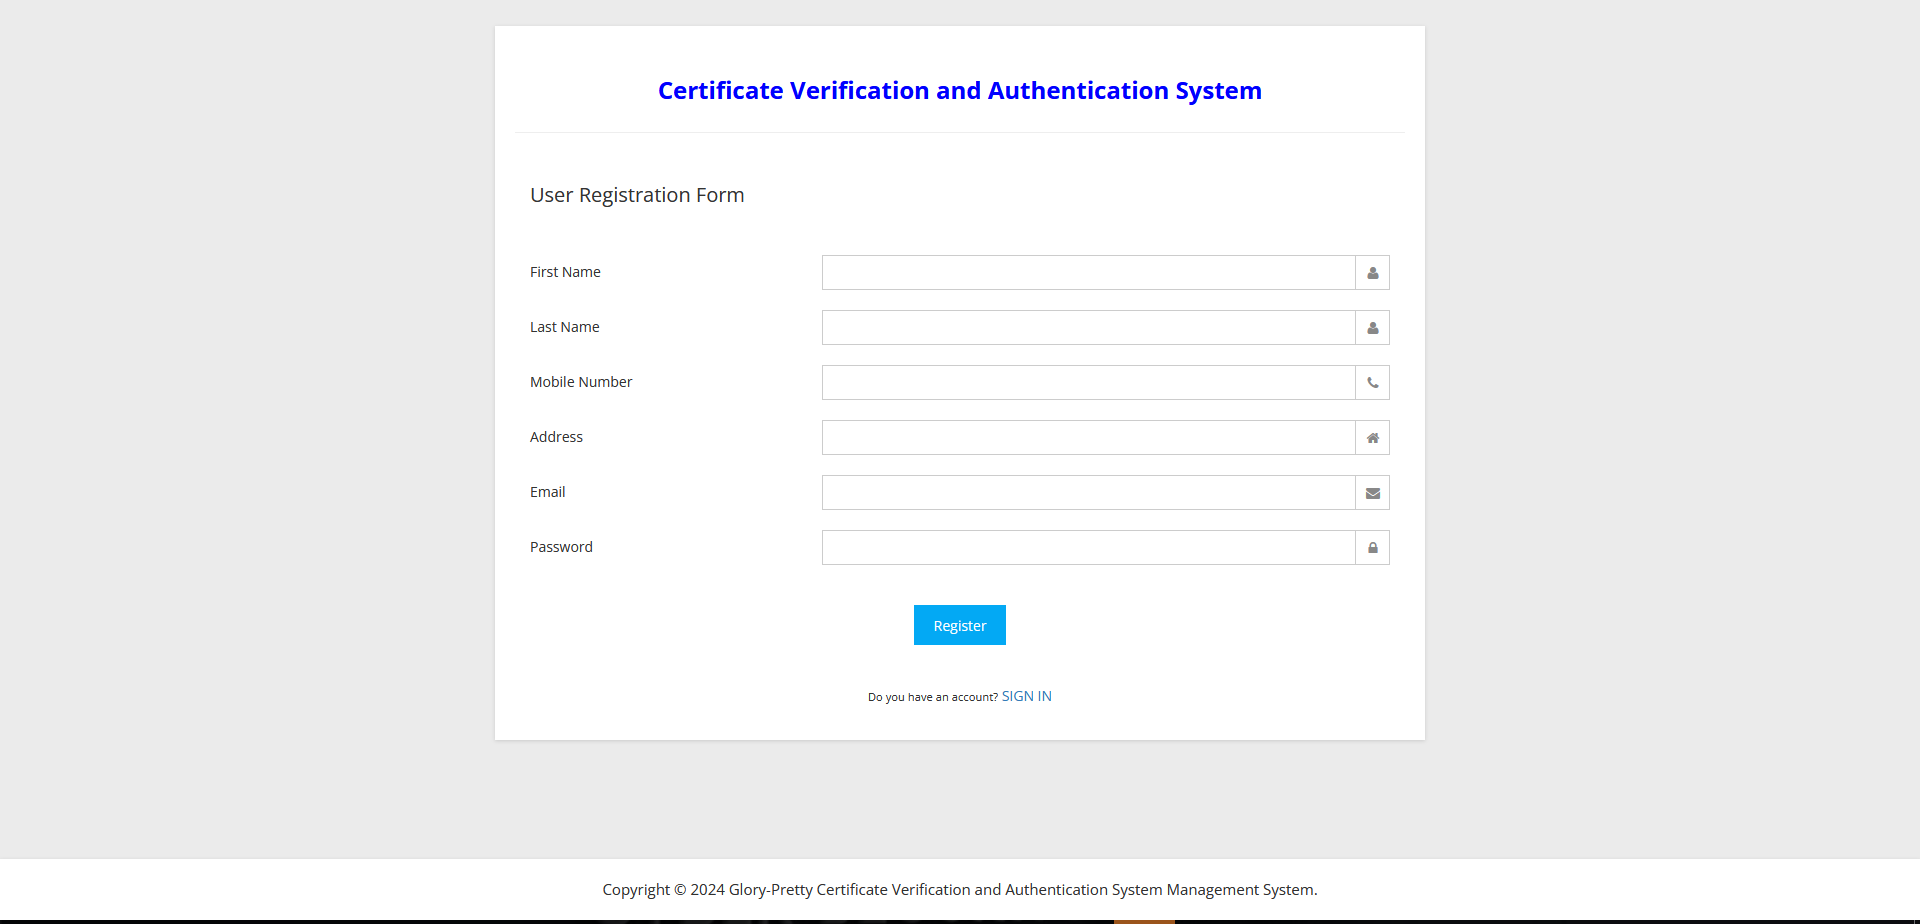 Certificate Verification and Authentication System
User Registration Form
First Name
Last Name
Mobile Number
Address
Email
Password
Register
Do you have an account? SIGN IN
Copyright © 2024 Glory-Pretty Certificate Verification and Authentication System Management System.